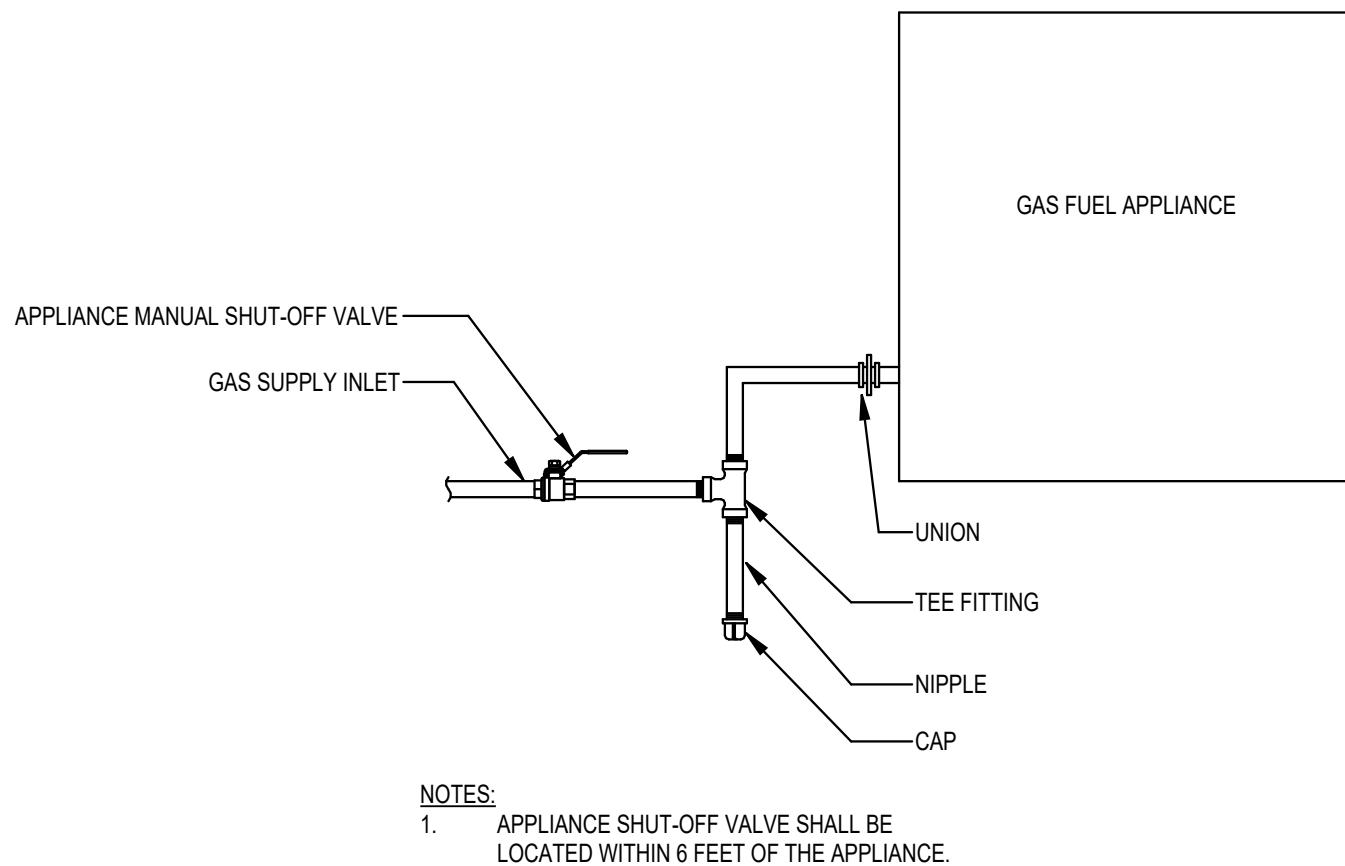 GAS FUEL APPLIANCE
APPLIANCE MANUAL SHUT-OFF VALVE
GAS SUPPLY INLET
UNION
TEE FITTING
NIPPLE
CAP
NOTES:
1. APPLIANCE SHUT-OFF VALVE SHALL BE
LOCATED WITHIN 6 FEET OF THE APPLIANCE.